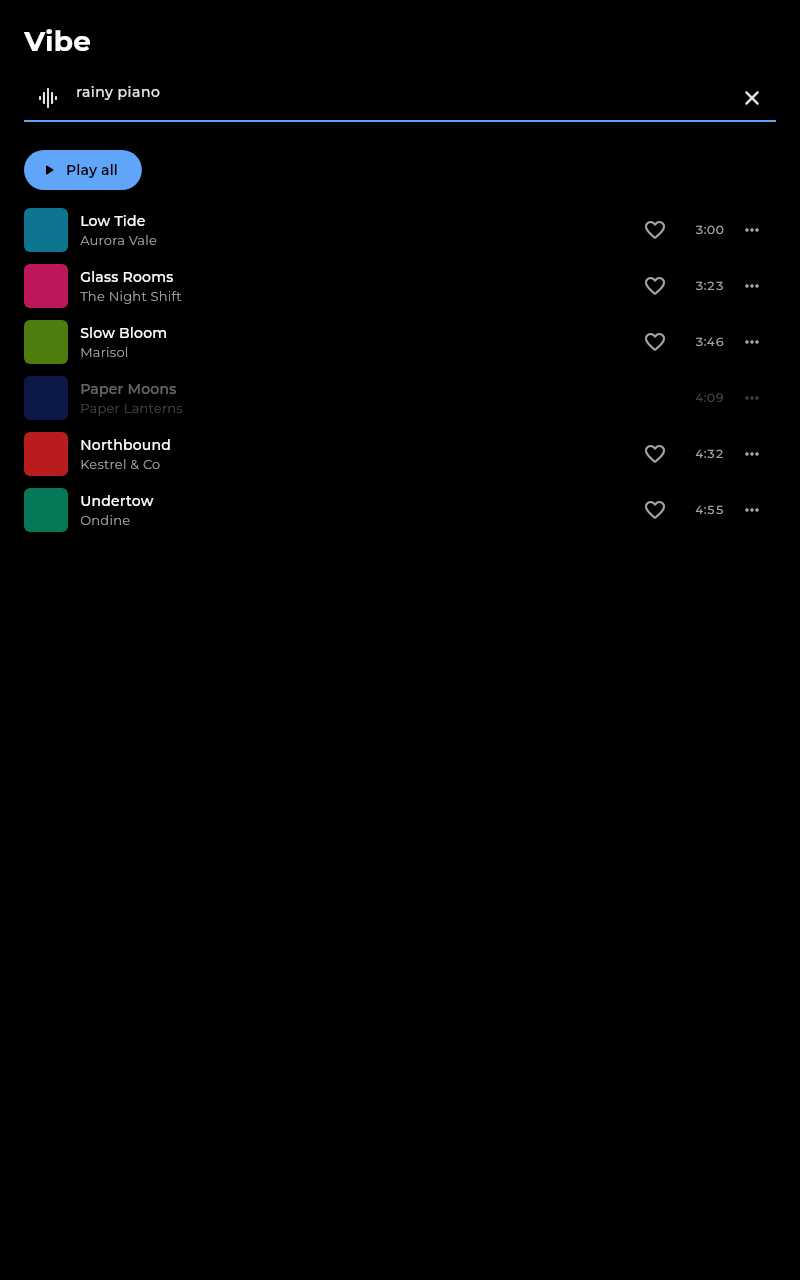 Vibe
rainy piano
Play all
Low Tide
Aurora Vale
3:00
Glass Rooms
The Night Shift
3:23
Slow Bloom
Marisol
3:46
Paper Moons
Paper Lanterns
4:09
Northbound
Kestrel & Co
4:32
Undertow
Ondine
4:55